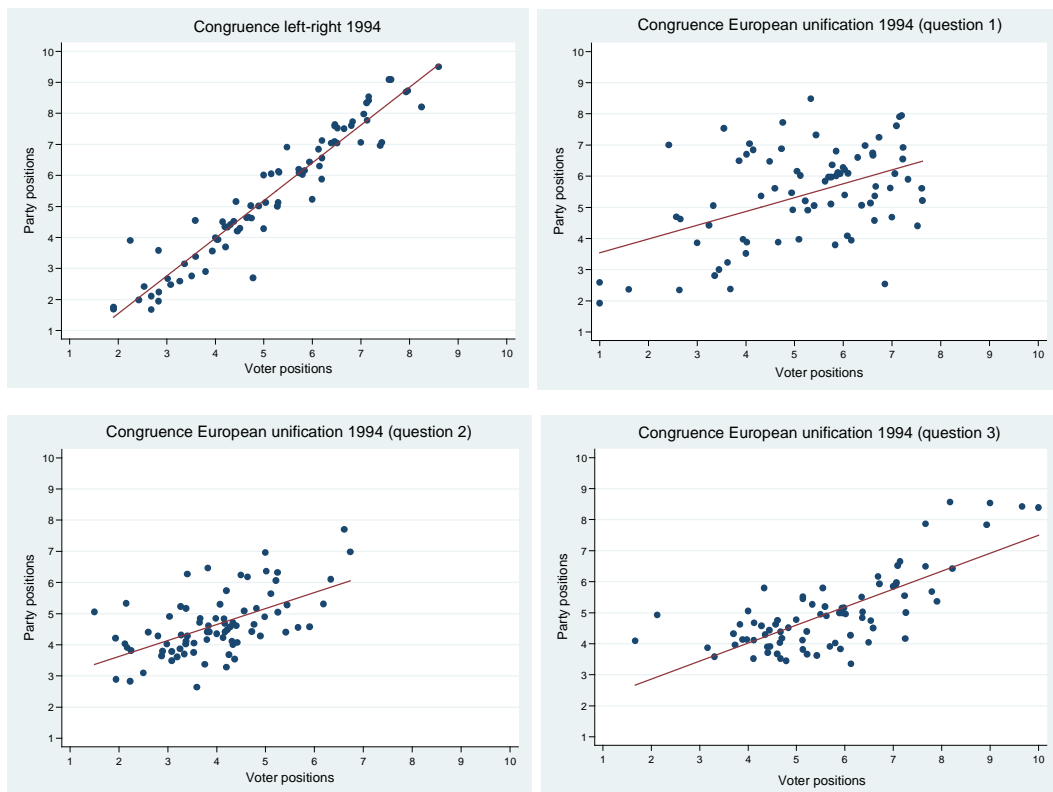 Congruence left-right 1994
10
9
8
7
6
5
4
3
2
1
Party positions
1 2 3 4 5 6 7 8 9 10
Voter positions
Congruence European unification 1994 (question 1)
10
9
8
7
6
5
4
3
2
1
Party positions
1 2 3 4 5 6 7 8 9 10
Voter positions
Congruence European unification 1994 (question 2)
10
9
8
7
6
5
4
3
2
1
Party positions
1 2 3 4 5 6 7 8 9 10
Voter positions
Congruence European unification 1994 (question 3)
10
9
8
7
6
5
4
3
2
1
Party positions
1 2 3 4 5 6 7 8 9 10
Voter positions